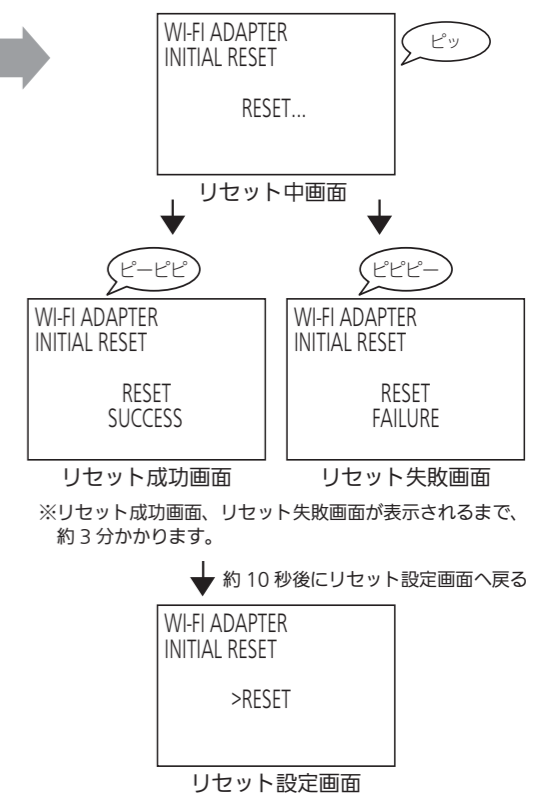 WI-FI ADAPTER
INITIAL RESET
RESET...
ピッ
リセット中画面
ピーピピ
WI-FI ADAPTER
INITIAL RESET
RESET
SUCCESS
リセット成功画面
ピピピー
WI-FI ADAPTER
INITIAL RESET
RESET
FAILURE
リセット失敗画面
※リセット成功画面、リセット失敗画面が表示されるまで、
約 3 分かかります。
約 10 秒後にリセット設定画面へ戻る
WI-FI ADAPTER
INITIAL RESET
>RESET
リセット設定画面